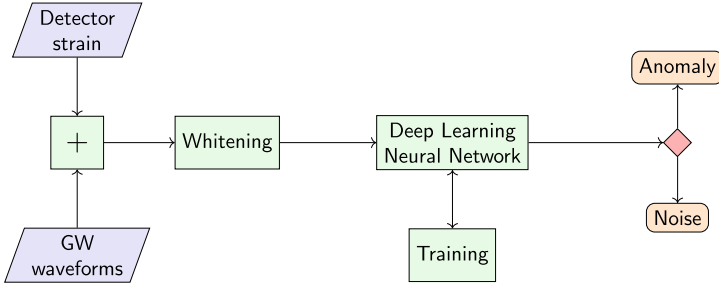 Detector
strain
Anomaly
+
Whitening
Deep Learning
Neural Network
GW
waveforms
Training
Noise